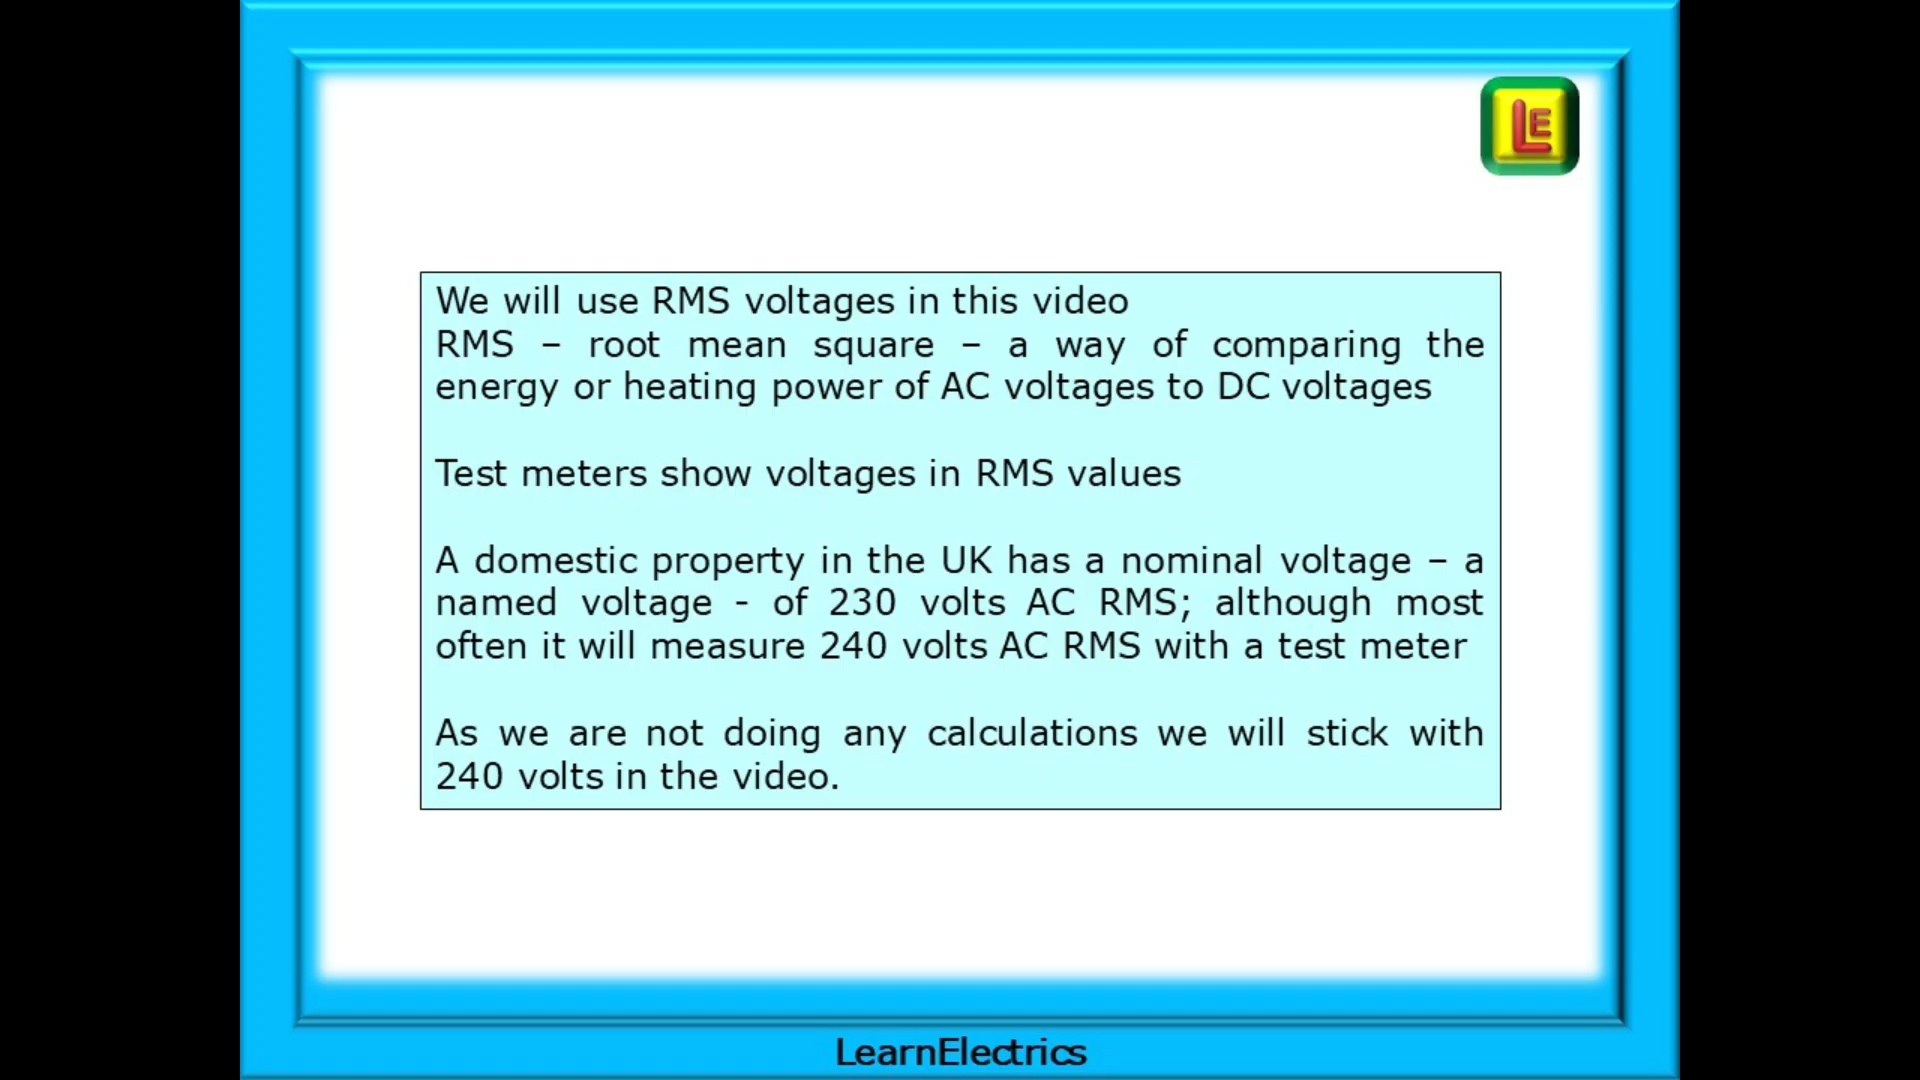 LE
We will use RMS voltages in this video
RMS – root mean square – a way of comparing the
energy or heating power of AC voltages to DC voltages
Test meters show voltages in RMS values
A domestic property in the UK has a nominal voltage – a
named voltage - of 230 volts AC RMS; although most
often it will measure 240 volts AC RMS with a test meter
As we are not doing any calculations we will stick with
240 volts in the video.
LearnElectrics